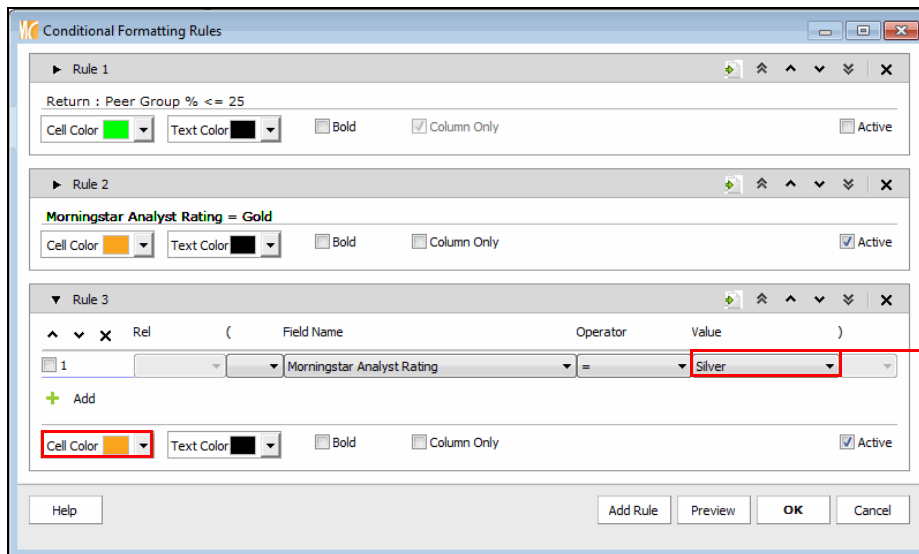 Conditional Formatting Rules
Rule 1
Return : Peer Group % <= 25
Cell Color Text Color Bold Column Only Active
Rule 2
Morningstar Analyst Rating = Gold
Cell Color Text Color Bold Column Only Active
Rule 3
Rel ( Field Name Operator Value )
1 Morningstar Analyst Rating = Silver
Add
Cell Color Text Color Bold Column Only Active
Help Add Rule Preview OK Cancel